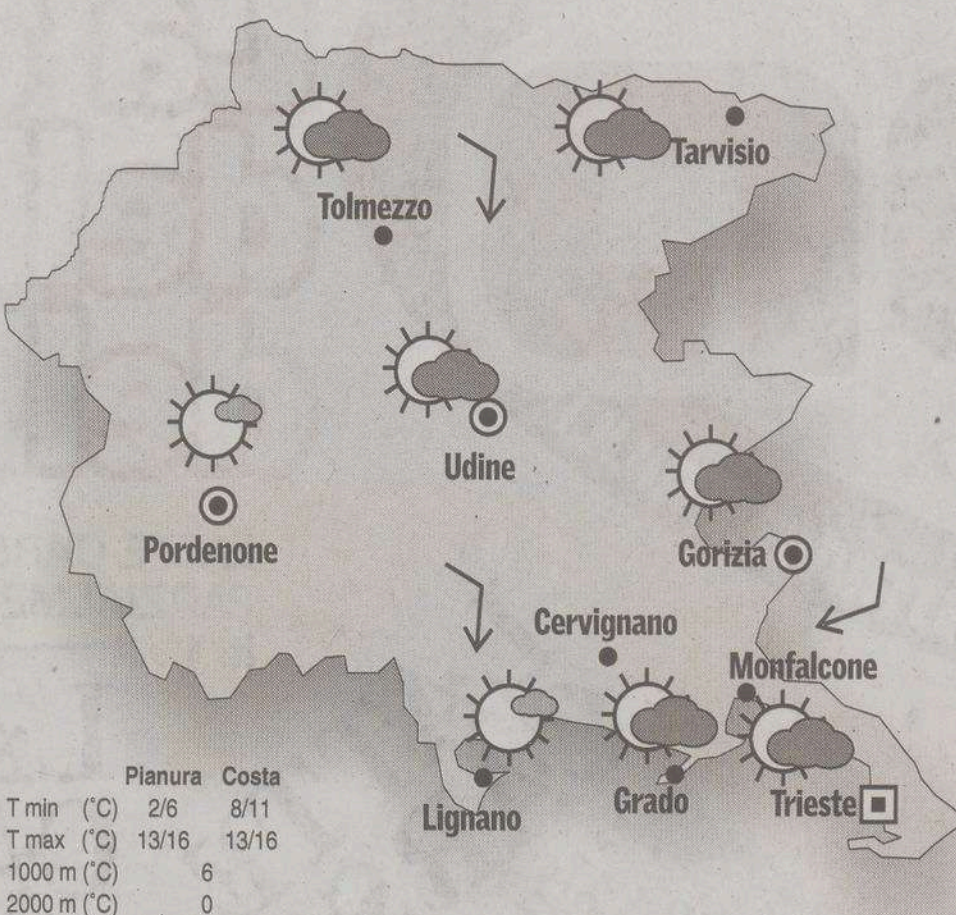 Tarvisio
Tolmezzo
Udine
Pordenone
Gorizia
Cervignano
Monfalcone
Lignano
Grado
Trieste
Pianura Costa
T min (°C) 2/6 8/11
T max (°C) 13/16 13/16
1000 m (°C) 6
2000 m (°C) 0